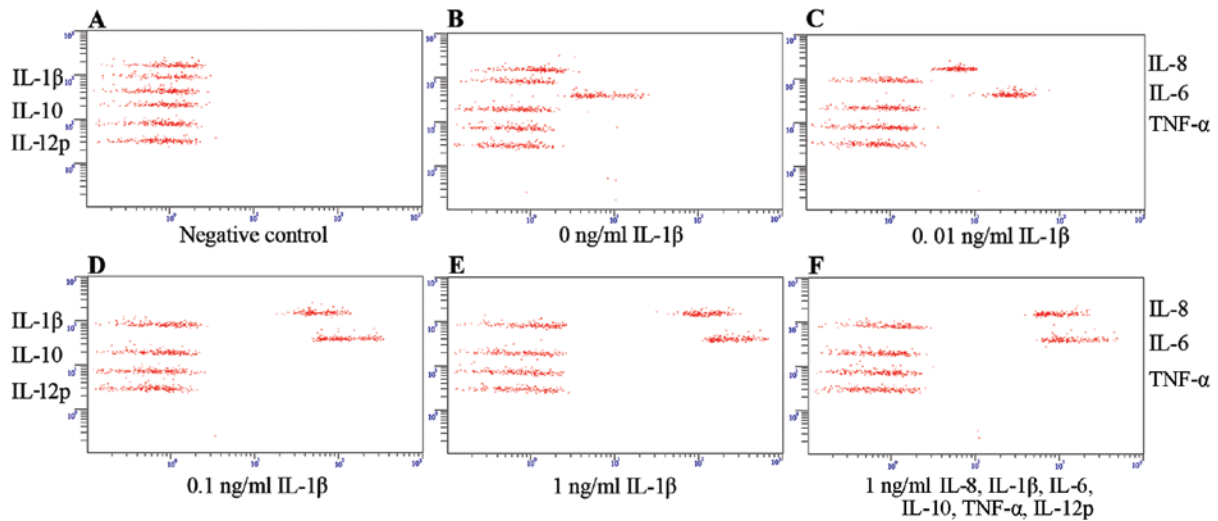 A
B
C
IL-1β
IL-10
IL-12p
IL-8
IL-6
TNF-α
Negative control
0 ng/ml IL-1β
0. 01 ng/ml IL-1β
D
E
F
IL-1β
IL-10
IL-12p
IL-8
IL-6
TNF-α
0.1 ng/ml IL-1β
1 ng/ml IL-1β
1 ng/ml IL-8, IL-1β, IL-6,
IL-10, TNF-α, IL-12p